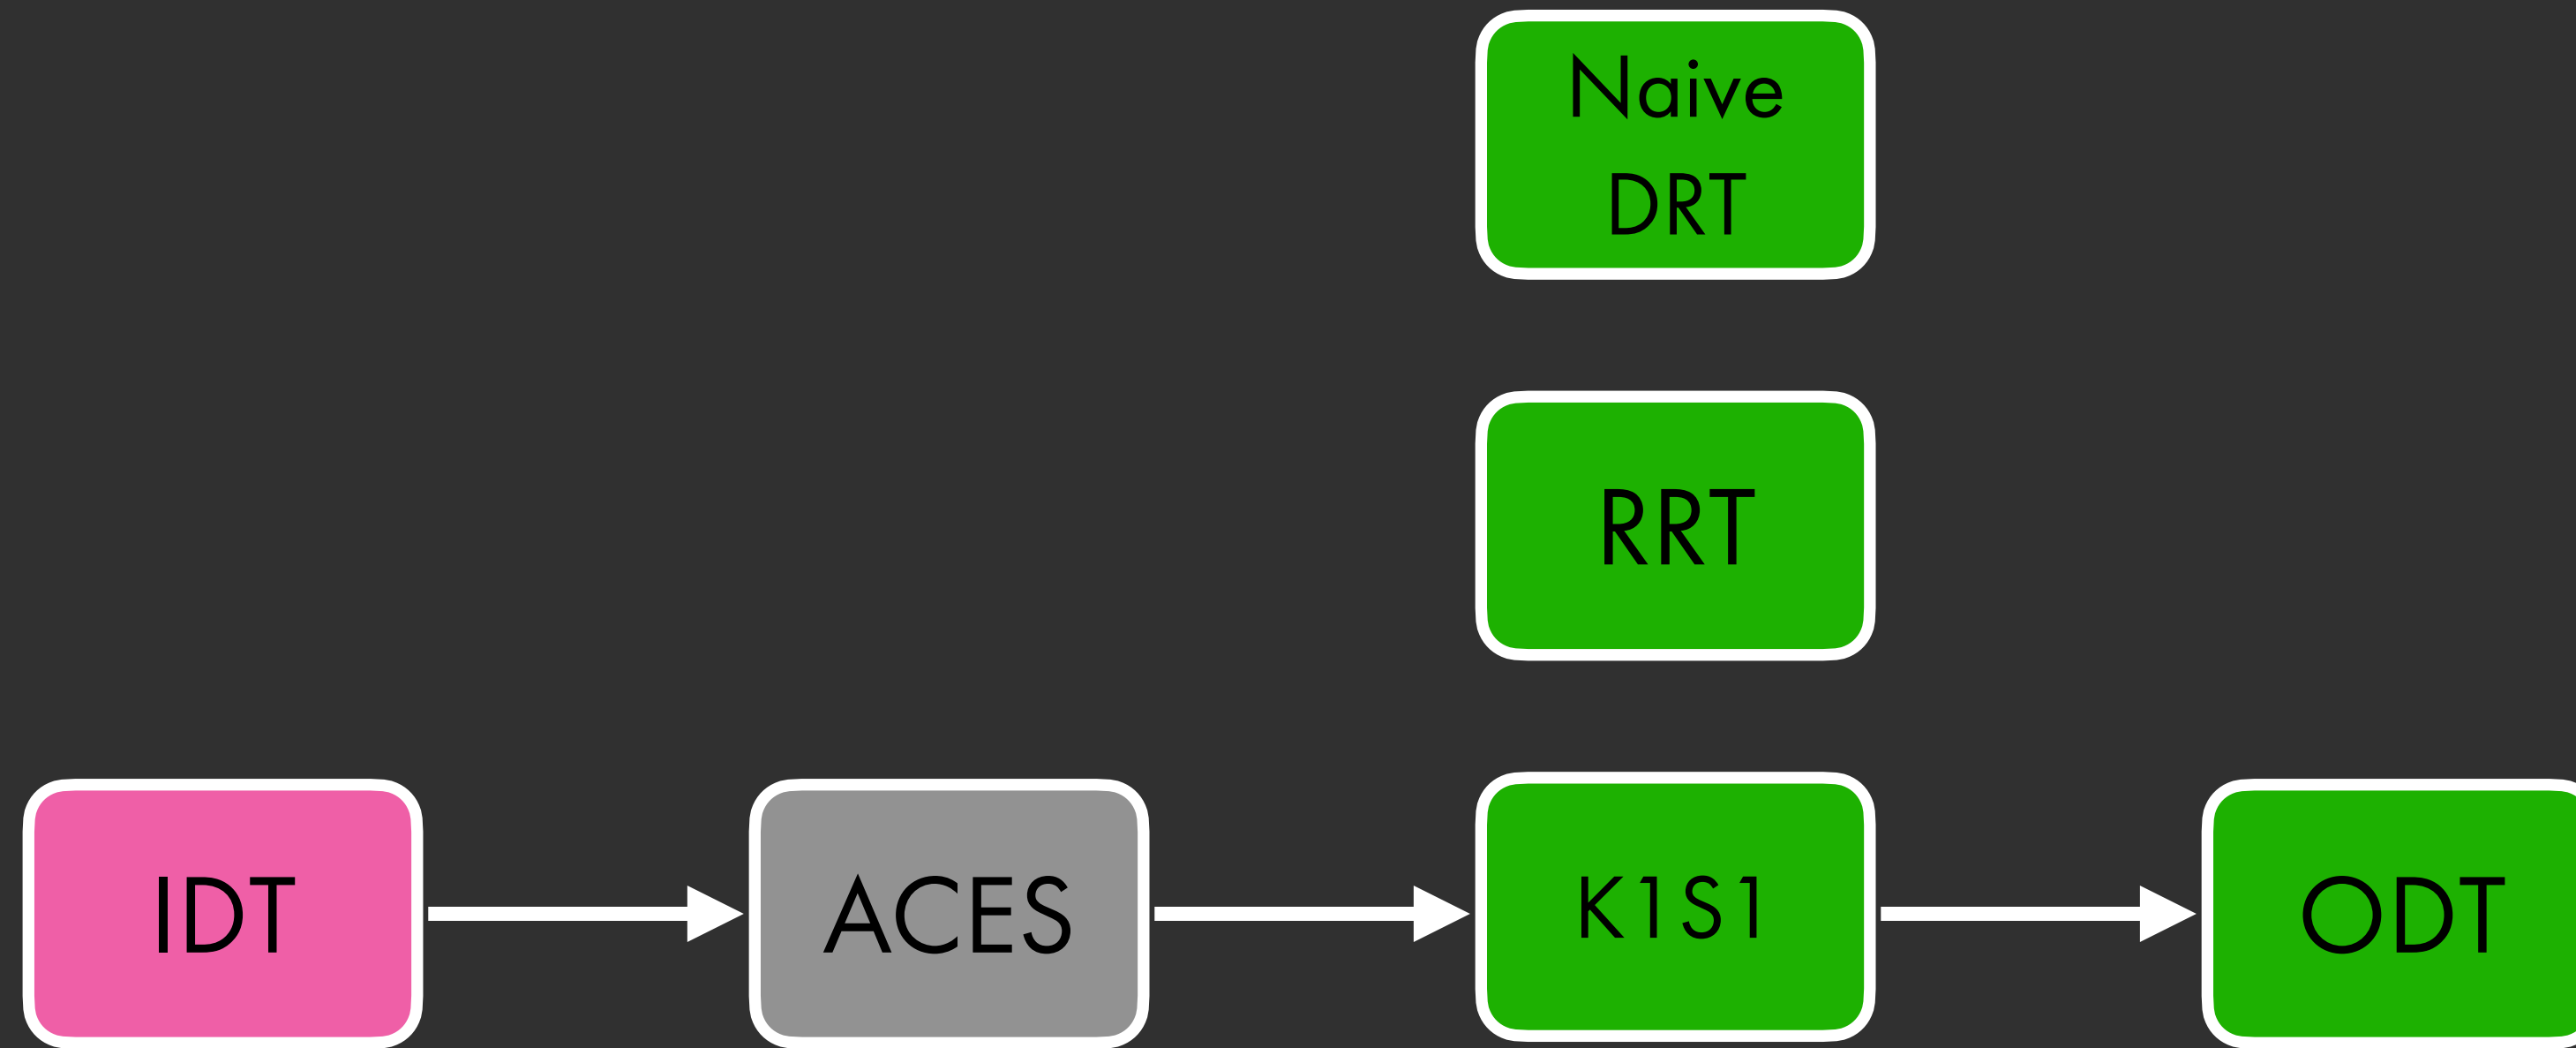 Naive
DRT
RRT
IDT
ACES
K1S1
ODT